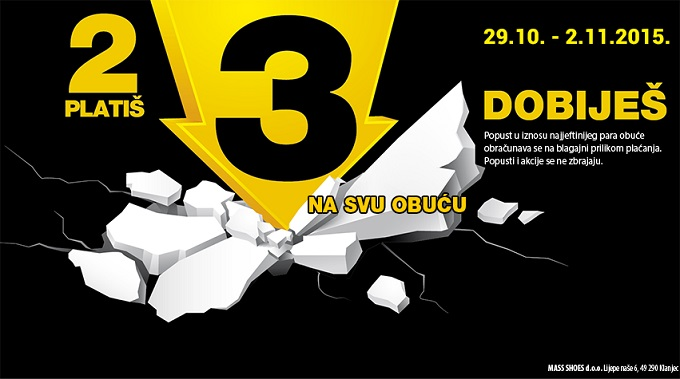 2
PLATIŠ
3
DOBIJEŠ
NA SVU OBUĆU
29.10. - 2.11.2015.
Popust u iznosu najjeftinijeg para obuće
obračunava se na blagajni prilikom plaćanja.
Popusti i akcije se ne zbrajaju.
MASS SHOES d.o.o. Lijepe naše 6, 49 290 Klanjec